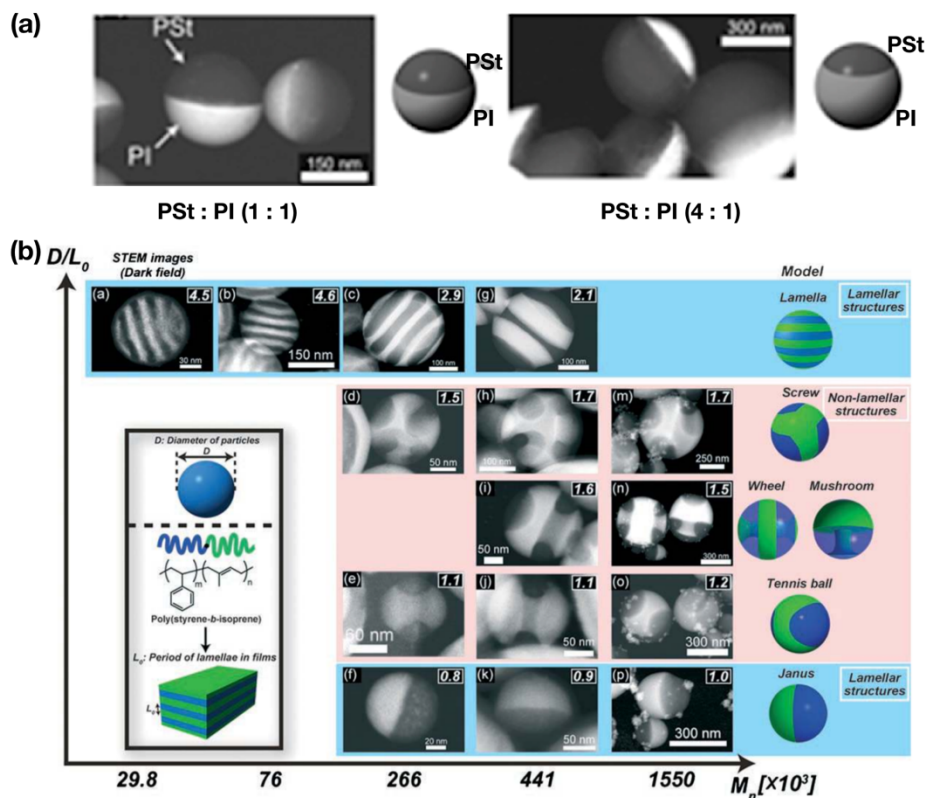 (a)
PSt
PI
150 nm
PSt
PI
300 nm
PSt
PI
PSt : PI (1 : 1)
PSt : PI (4 : 1)
(b)
D/L0
STEM images
(Dark field)
Model
(a)
4.5
30 nm
(b)
4.6
150 nm
(c)
2.9
100 nm
(g)
2.1
100 nm
Lamella
Lamellar
structures
(d)
1.5
50 nm
(h)
1.7
100 nm
(m)
1.7
250 nm
Screw
Non-lamellar
structures
(i)
1.6
50 nm
(n)
1.5
300 nm
Wheel
Mushroom
(e)
1.1
60 nm
(j)
1.1
50 nm
(o)
1.2
300 nm
Tennis ball
(f)
0.8
20 nm
(k)
0.9
50 nm
(p)
1.0
300 nm
Janus
Lamellar
structures
D: Diameter of particles
D
m
n
Poly(styrene-b-isoprene)
L0: Period of lamellae in films
L0
29.8
76
266
441
1550
Mn [×10³]